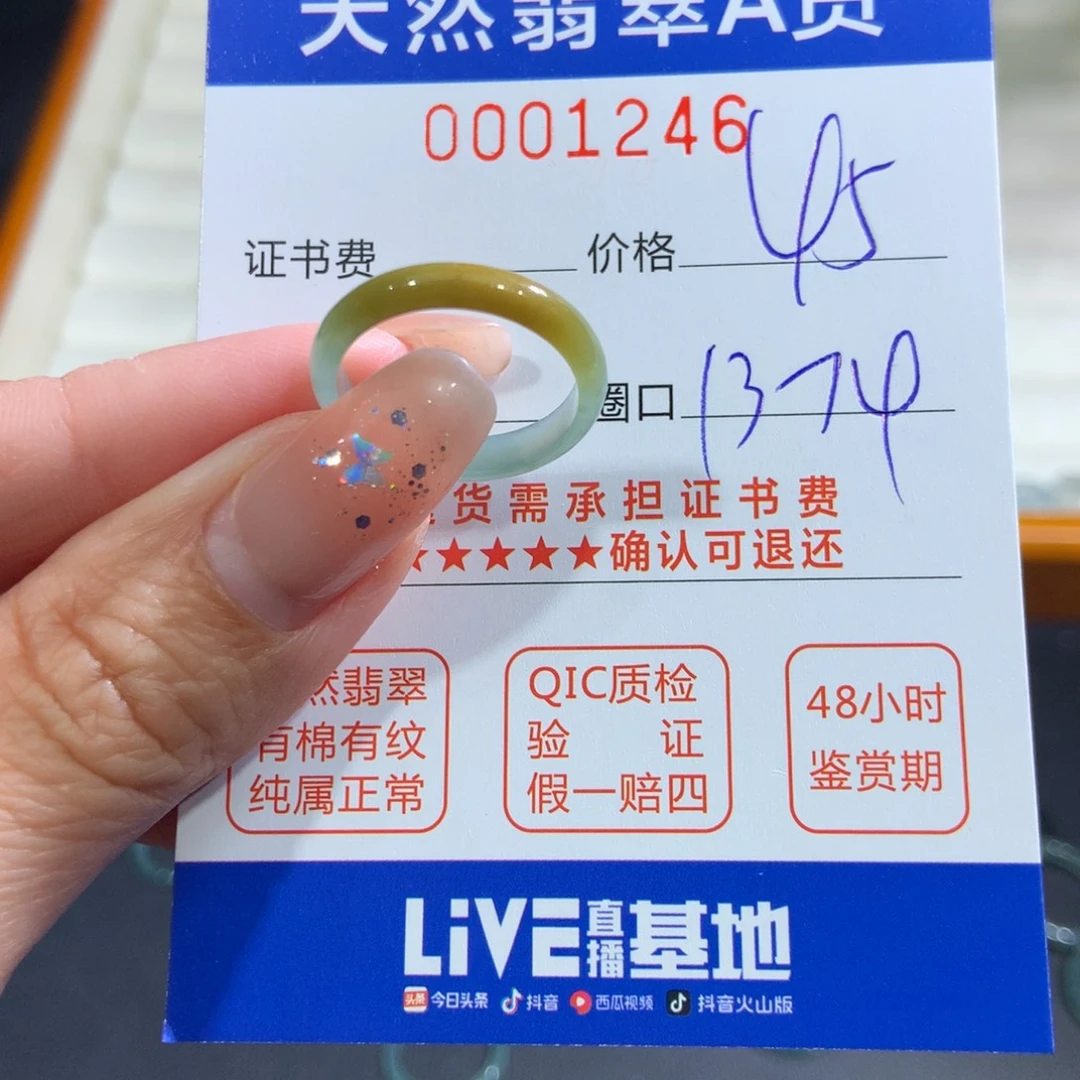 天然翡翠A货
0001246
证书费 价格 45
圈口 1374
货需承担证书费
★★★★★确认可退还
然翡翠
有棉有纹
纯属正常
QIC质检
验 证
假一赔四
48小时
鉴赏期
LiVE直播基地
头条 今日头条 抖音 西瓜视频 抖音火山版